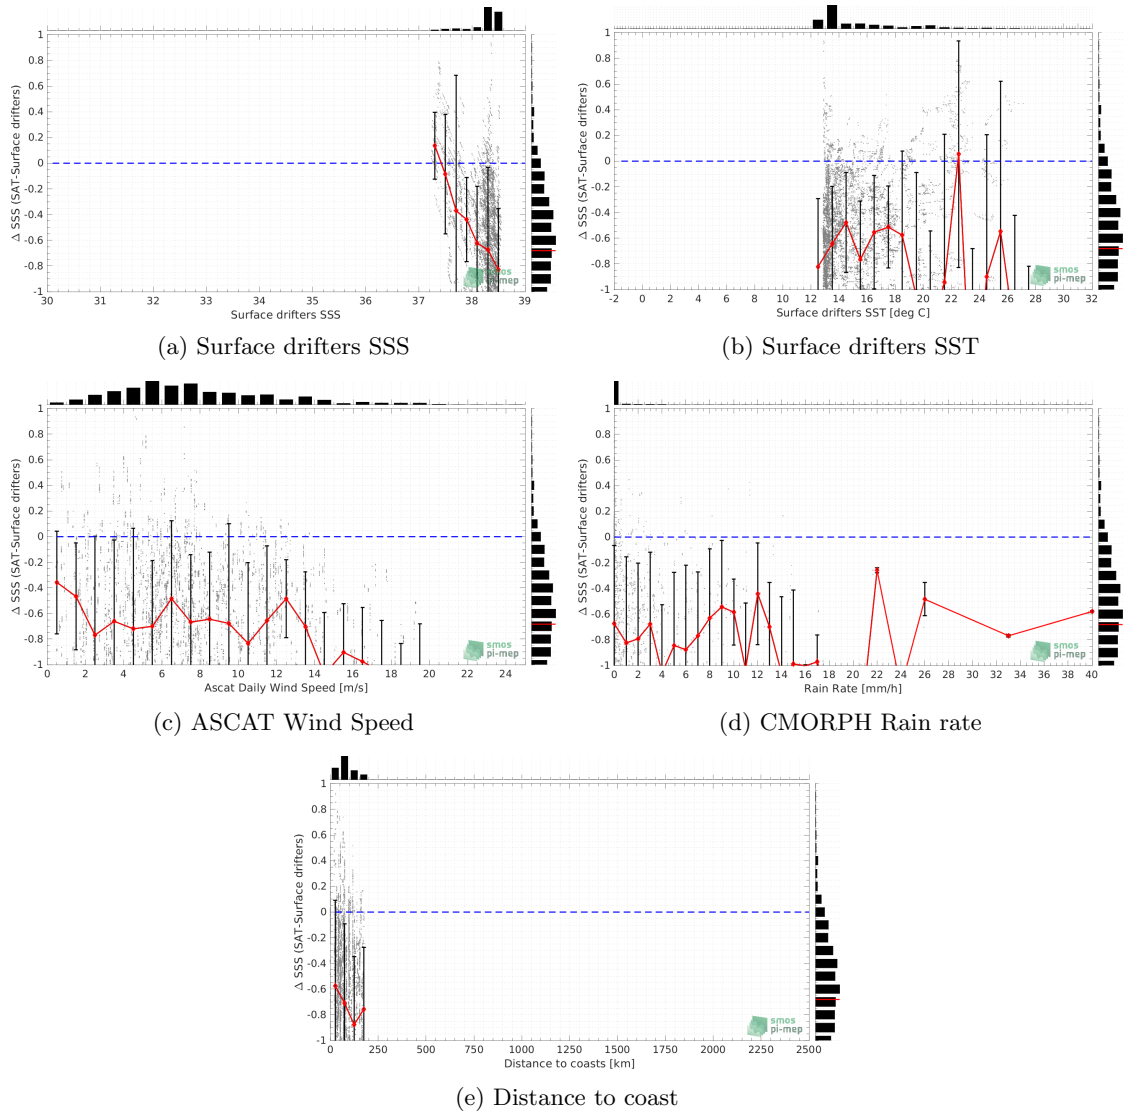 1
0.8
0.6
0.4
0.2
0
-0.2
-0.4
-0.6
-0.8
-1
Δ SSS (SAT-Surface drifters)
30 31 32 33 34 35 36 37 38 39
Surface drifters SSS
smos
pi-mep
(a) Surface drifters SSS
1
0.8
0.6
0.4
0.2
0
-0.2
-0.4
-0.6
-0.8
-1
Δ SSS (SAT-Surface drifters)
-2 0 2 4 6 8 10 12 14 16 18 20 22 24 26 28 30 32
Surface drifters SST [deg C]
smos
pi-mep
(b) Surface drifters SST
1
0.8
0.6
0.4
0.2
0
-0.2
-0.4
-0.6
-0.8
-1
Δ SSS (SAT-Surface drifters)
0 2 4 6 8 10 12 14 16 18 20 22 24
Ascat Daily Wind Speed [m/s]
smos
pi-mep
(c) ASCAT Wind Speed
1
0.8
0.6
0.4
0.2
0
-0.2
-0.4
-0.6
-0.8
-1
Δ SSS (SAT-Surface drifters)
0 2 4 6 8 10 12 14 16 18 20 22 24 26 28 30 32 34 36 38 40
Rain Rate [mm/h]
smos
pi-mep
(d) CMORPH Rain rate
1
0.8
0.6
0.4
0.2
0
-0.2
-0.4
-0.6
-0.8
-1
Δ SSS (SAT-Surface drifters)
0 250 500 750 1000 1250 1500 1750 2000 2250 2500
Distance to coasts [km]
smos
pi-mep
(e) Distance to coast